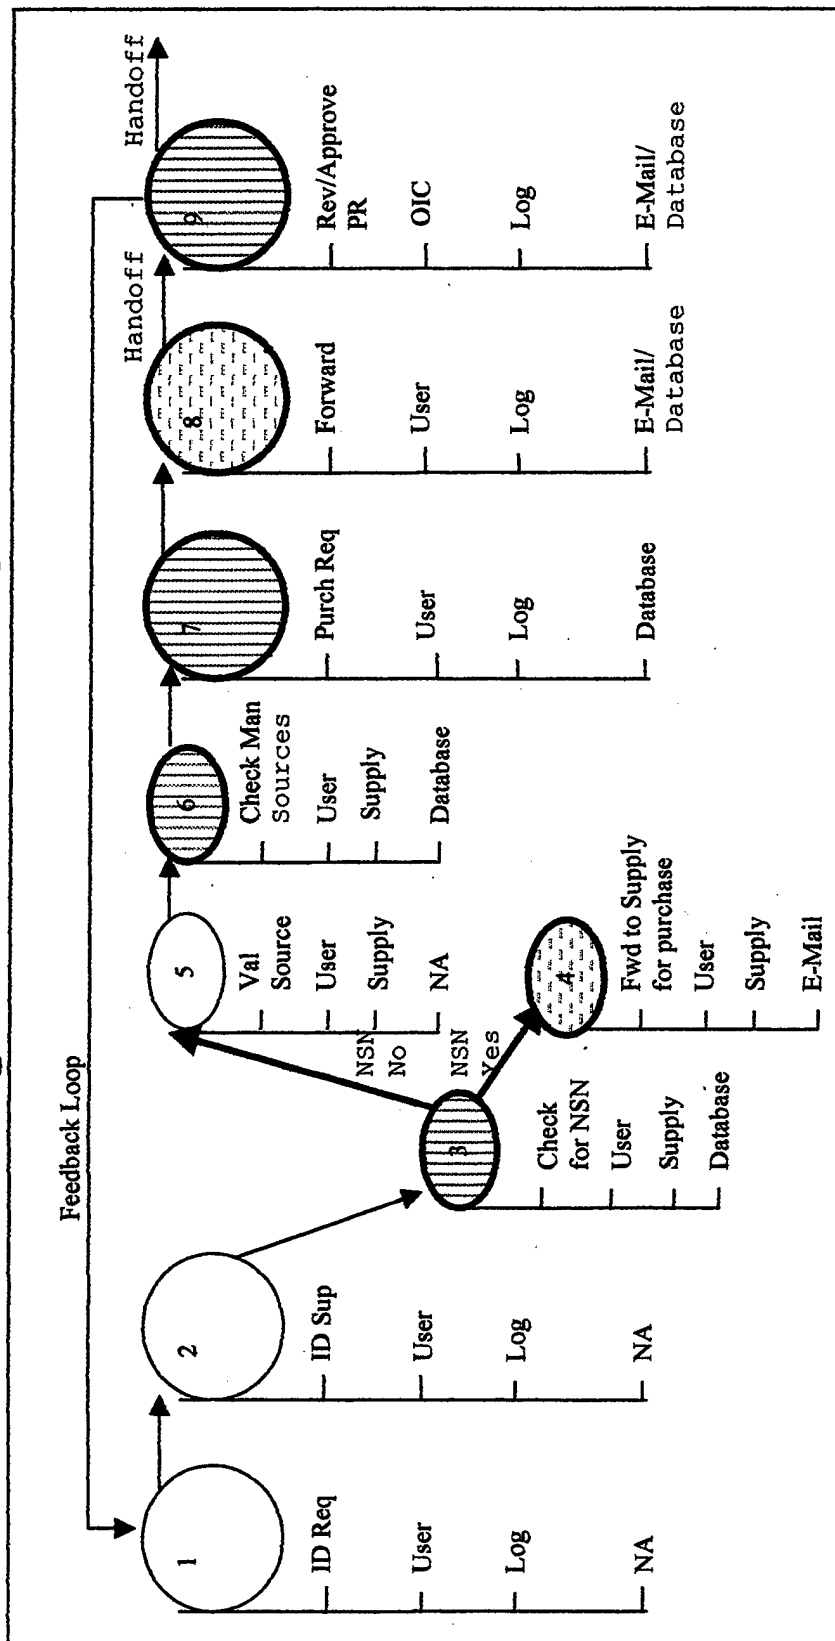 Feedback Loop
1
ID Req
User
Log
NA
2
ID Sup
User
Log
NA
3
Check
for NSN
User
Supply
Database
NSN
No
NSN
Yes
4
Fwd to Supply
for purchase
User
Supply
E-Mail
5
Val
Source
User
Supply
NA
6
Check Man
Sources
User
Supply
Database
7
Purch Req
User
Log
Database
8
Forward
User
Log
E-Mail/
Database
Handoff
9
Rev/Approve
PR
OIC
Log
E-Mail/
Database
Handoff